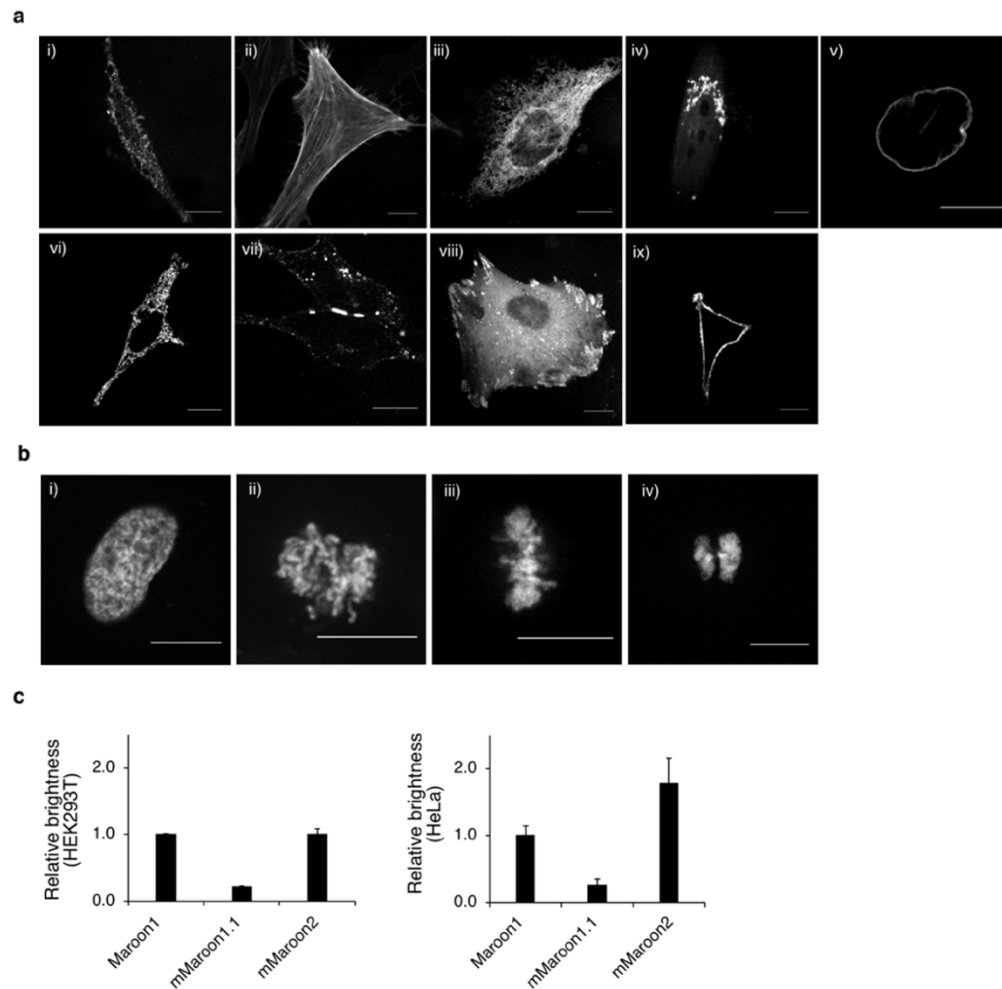 a
i)
ii)
iii)
iv)
v)
vi)
vii)
viii)
ix)
b
i)
ii)
iii)
iv)
c
Relative brightness
(HEK293T)
2.0
1.0
0.0
Maroon1
mMaroon1.1
mMaroon2
Relative brightness
(HeLa)
2.0
1.0
0.0
Maroon1
mMaroon1.1
mMaroon2